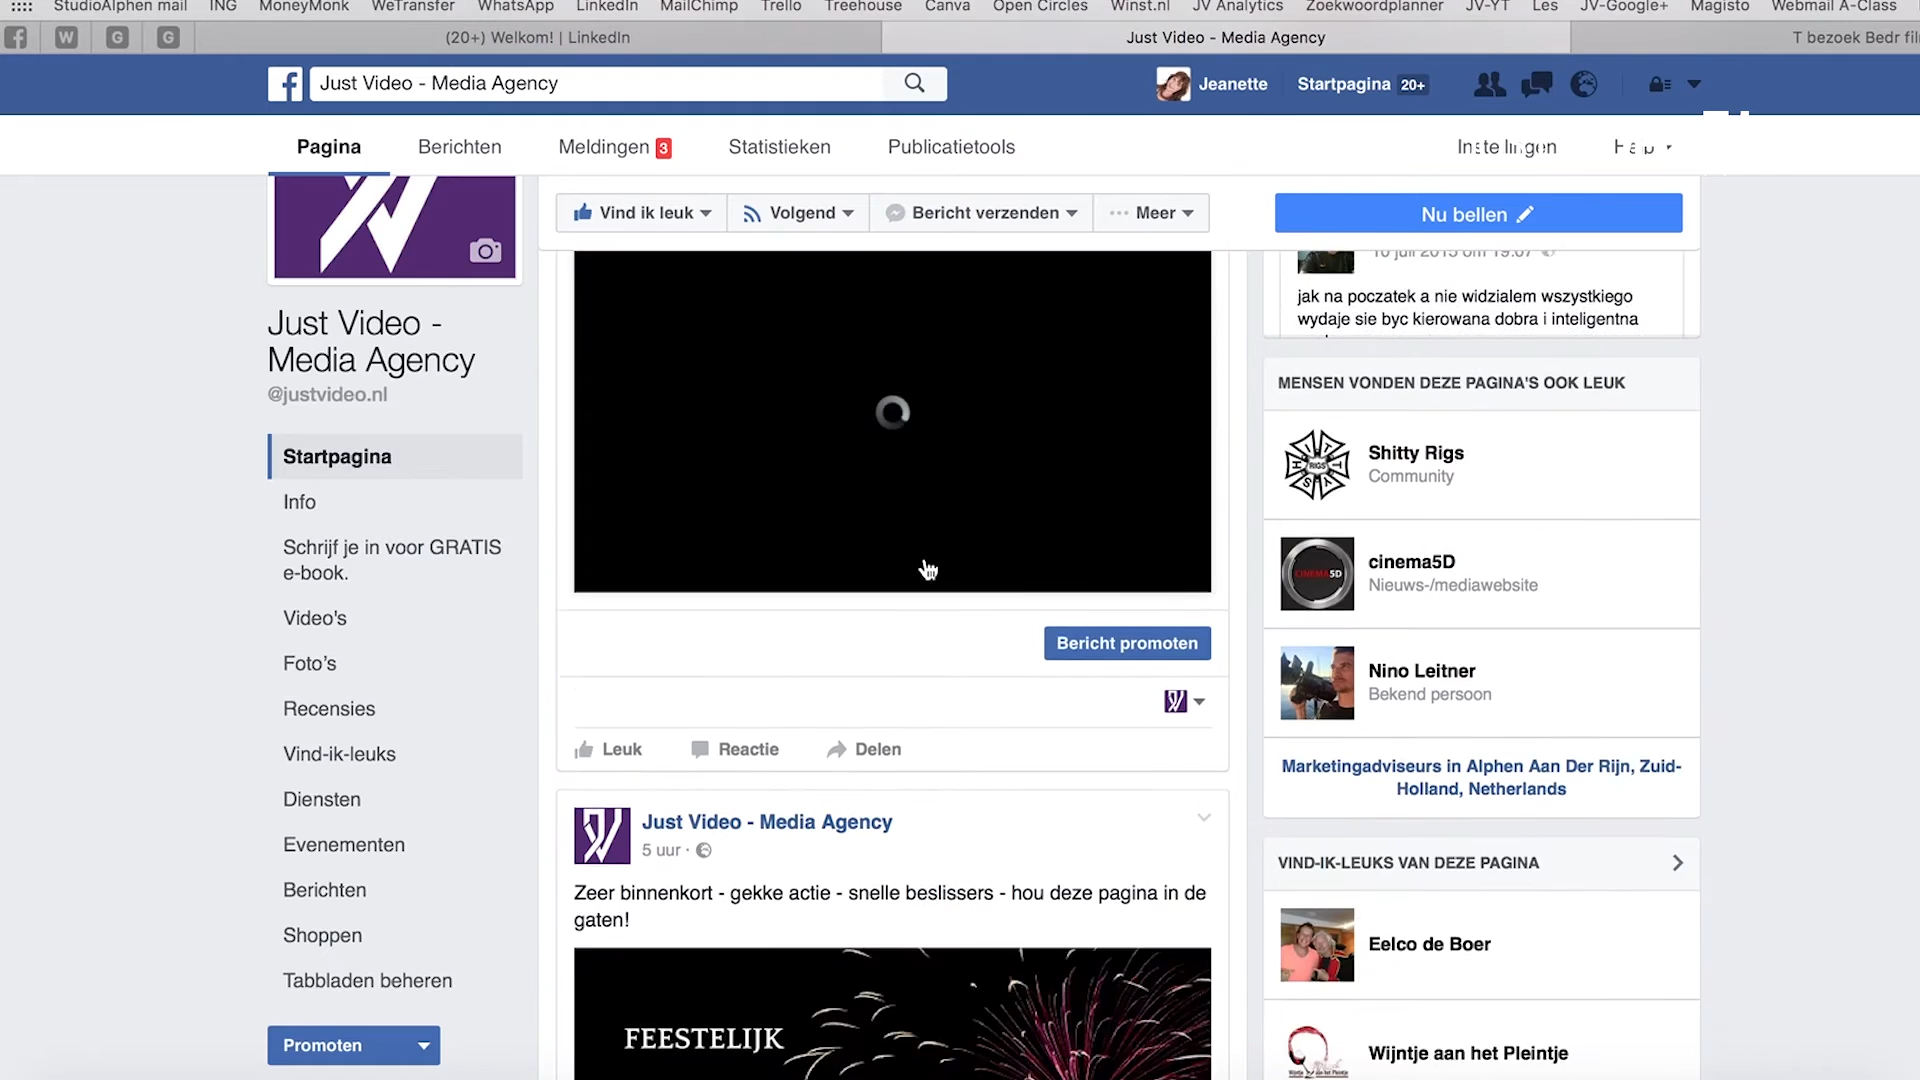 StudioAlphen mail ING MoneyMonk WeTransfer WhatsApp LinkedIn MailChimp Trello Treehouse Canva Open Circles Winst.nl JV Analytics Zoekwoordplanner JV-YT Les JV-Google+ Magisto Webmail A-Class
W G G (20+) Welkom! | LinkedIn Just Video - Media Agency T bezoek Bedr
Just Video - Media Agency Jeanette Startpagina 20+
Pagina Berichten Meldingen 3 Statistieken Publicatietools
Vind ik leuk Volgend Bericht verzenden Meer Nu bellen
Just Video -
Media Agency
@justvideo.nl
Startpagina
Info
Schrijf je in voor GRATIS
e-book.
Video's
Foto's
Recensies
Vind-ik-leuks
Diensten
Evenementen
Berichten
Shoppen
Tabbladen beheren
Promoten
Bericht promoten
Leuk Reactie Delen
Just Video - Media Agency
5 uur ·
Zeer binnenkort - gekke actie - snelle beslissers - hou deze pagina in de
gaten!
FEESTELIJK
10 juli 2015 om 19:07
jak na poczatek a nie widzialem wszystkiego
wydaje sie byc kierowana dobra i inteligentna
MENSEN VONDEN DEZE PAGINA'S OOK LEUK
Shitty Rigs
Community
CINEMA5D
cinema5D
Nieuws-/mediawebsite
Nino Leitner
Bekend persoon
Marketingadviseurs in Alphen Aan Der Rijn, Zuid-
Holland, Netherlands
VIND-IK-LEUKS VAN DEZE PAGINA
Eelco de Boer
Wijntje aan het Pleintje